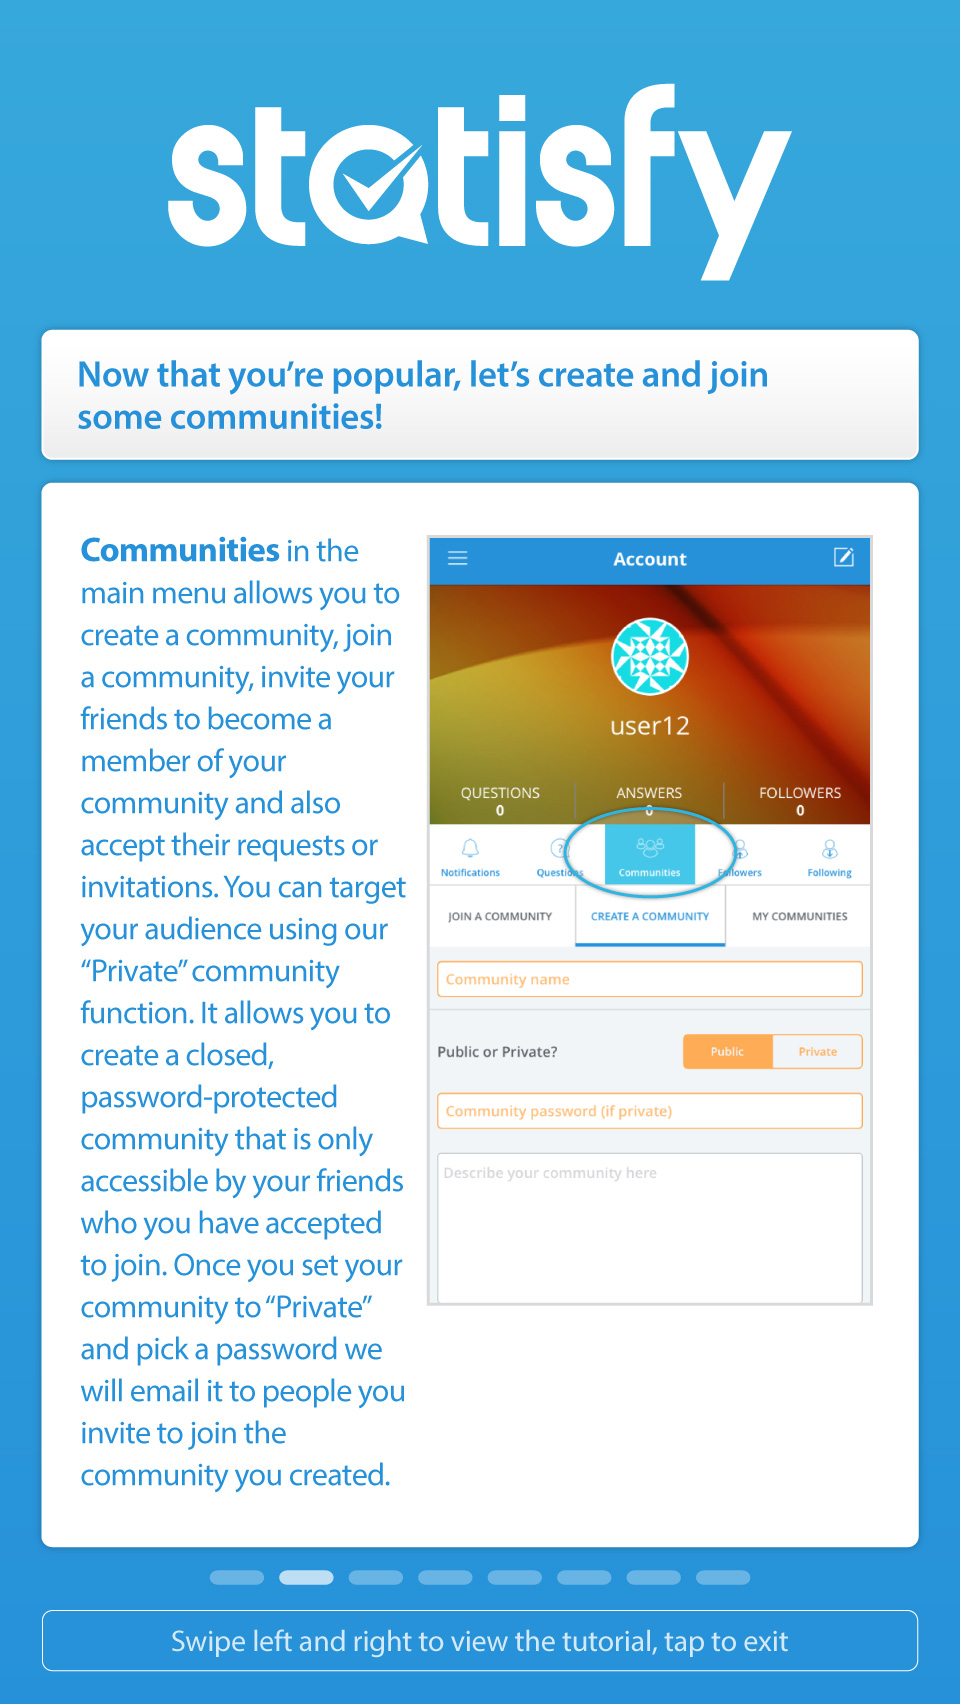 statisfy
Now that you’re popular, let’s create and join
some communities!
Communities in the
main menu allows you to
create a community, join
a community, invite your
friends to become a
member of your
community and also
accept their requests or
invitations. You can target
your audience using our
“Private” community
function. It allows you to
create a closed,
password-protected
community that is only
accessible by your friends
who you have accepted
to join. Once you set your
community to “Private”
and pick a password we
will email it to people you
invite to join the
community you created.
Account
user12
QUESTIONS ANSWERS FOLLOWERS
0 0 0
Notifications Questions Communities Followers Following
JOIN A COMMUNITY CREATE A COMMUNITY MY COMMUNITIES
Community name
Public or Private? Public Private
Community password (if private)
Describe your community here
Swipe left and right to view the tutorial, tap to exit